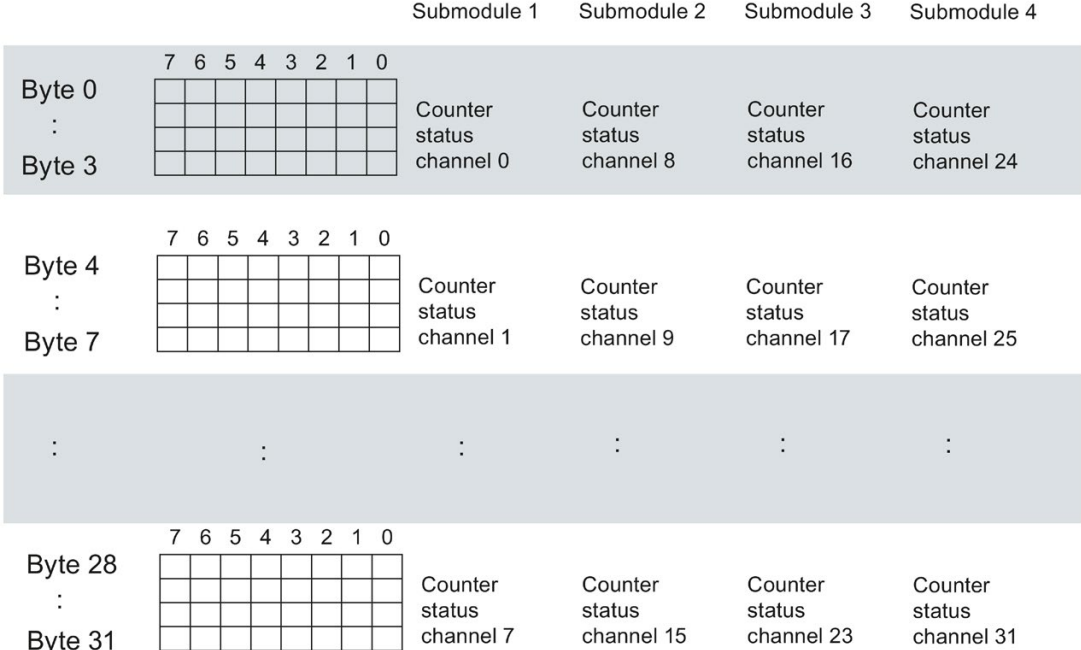 Submodule 1 Submodule 2 Submodule 3 Submodule 4
7 6 5 4 3 2 1 0
Byte 0
:
Byte 3
Counter
status
channel 0
Counter
status
channel 8
Counter
status
channel 16
Counter
status
channel 24
7 6 5 4 3 2 1 0
Byte 4
:
Byte 7
Counter
status
channel 1
Counter
status
channel 9
Counter
status
channel 17
Counter
status
channel 25
: : : : : :
7 6 5 4 3 2 1 0
Byte 28
:
Byte 31
Counter
status
channel 7
Counter
status
channel 15
Counter
status
channel 23
Counter
status
channel 31